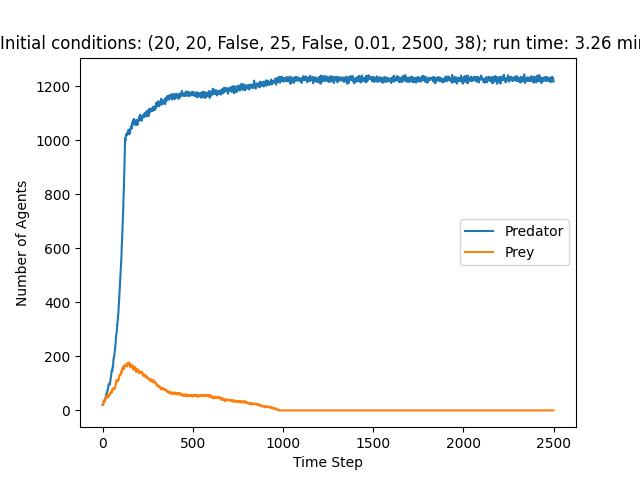 Initial conditions: (20, 20, False, 25, False, 0.01, 2500, 38); run time: 3.26
Number of Agents
1200
1000
800
600
400
200
0
Predator
Prey
0 500 1000 1500 2000 2500
Time Step